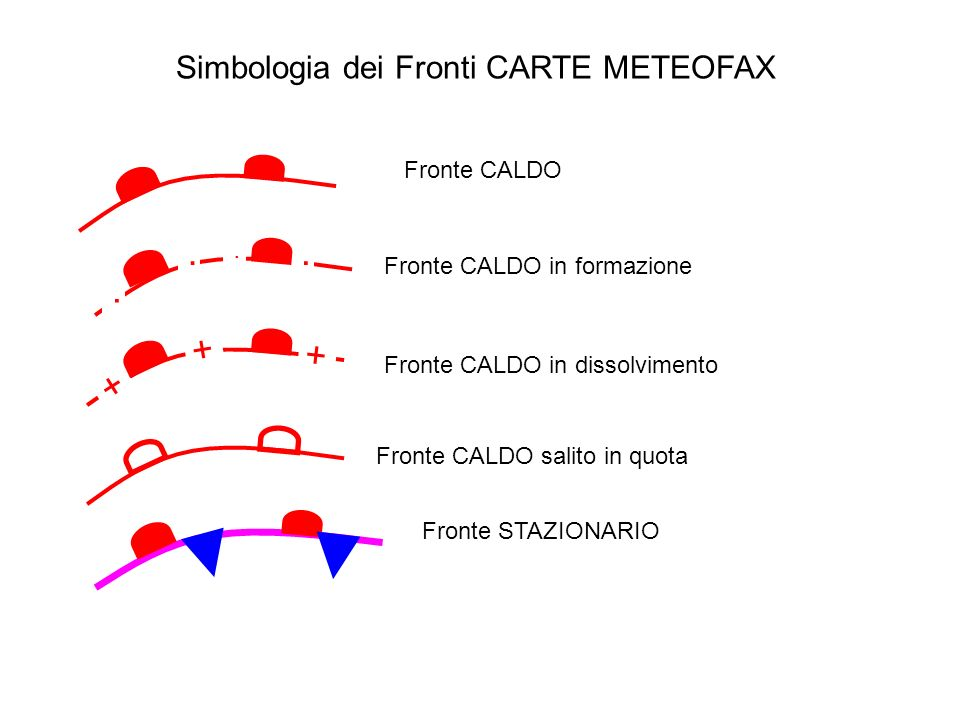 Simbologia dei Fronti CARTE METEOFAX
Fronte CALDO
Fronte CALDO in formazione
Fronte CALDO in dissolvimento
Fronte CALDO salito in quota
Fronte STAZIONARIO